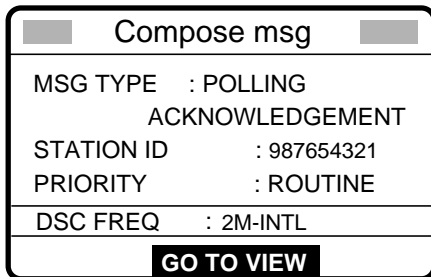 Compose msg
MSG TYPE : POLLING
ACKNOWLEDGEMENT
STATION ID : 987654321
PRIORITY : ROUTINE
DSC FREQ : 2M-INTL
GO TO VIEW